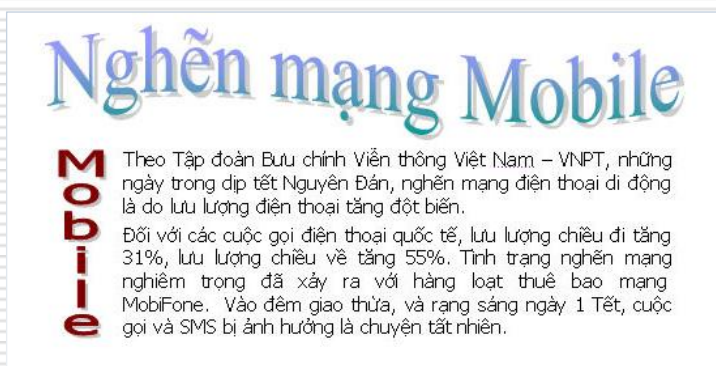 Nghẽn mạng Mobile
Mobile
Theo Tập đoàn Bưu chính Viễn thông Việt Nam – VNPT, những
ngày trong dịp tết Nguyên Đán, nghẽn mạng điện thoại di động
là do lưu lượng điện thoại tăng đột biến.
Đối với các cuộc gọi điện thoại quốc tế, lưu lượng chiều đi tăng
31%, lưu lượng chiều về tăng 55%. Tình trạng nghẽn mạng
nghiêm trọng đã xảy ra với hàng loạt thuê bao mạng
MobiFone. Vào đêm giao thừa, và rạng sáng ngày 1 Tết, cuộc
gọi và SMS bị ảnh hưởng là chuyện tất nhiên.